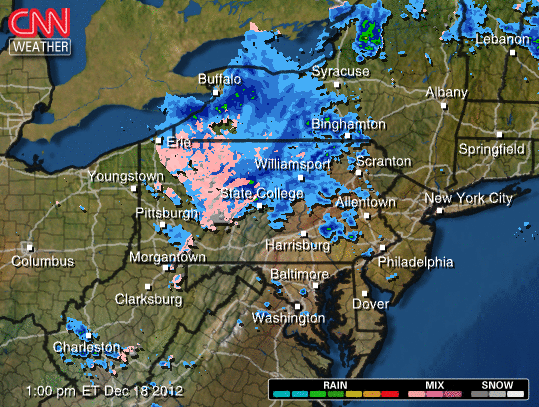 CNN
WEATHER
Lebanon
Buffalo
Syracuse
Albany
Binghamton
Erie
Springfield
Williamsport
Scranton
Youngstown
State College
Allentown
New York City
Pittsburgh
Harrisburg
Columbus
Morgantown
Philadelphia
Baltimore
Clarksburg
Dover
Washington
Charleston
1:00 pm ET Dec 18 2012
RAIN MIX SNOW